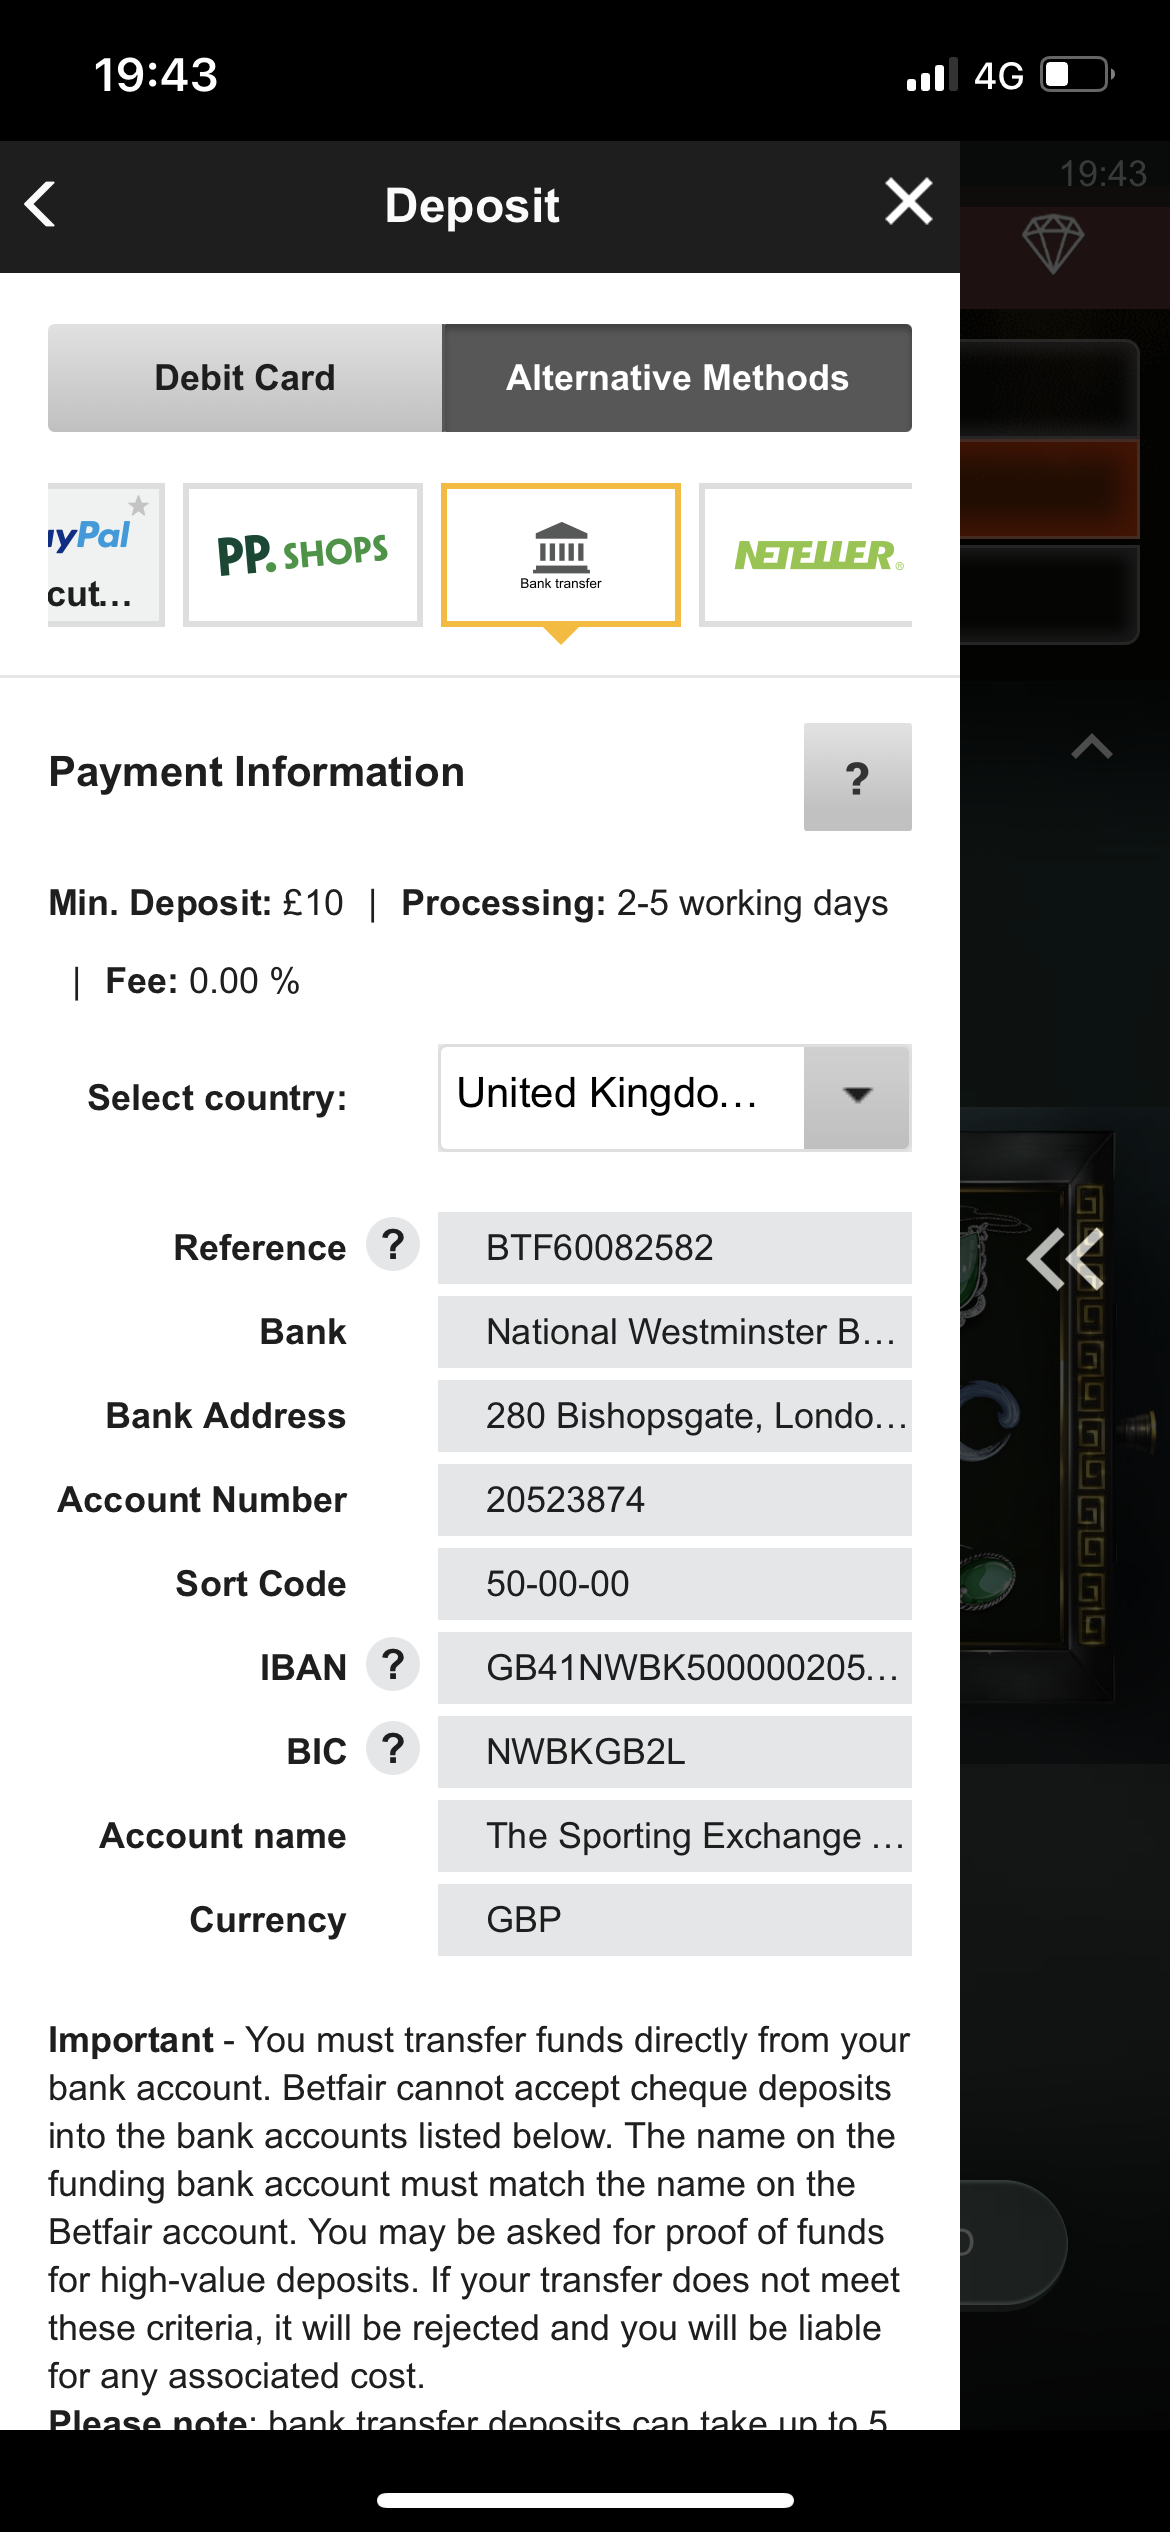 19:43
4G
19:43
Deposit
Debit Card
Alternative Methods
ayPal
cut...
PP. SHOPS
Bank transfer
NETELLER®
Payment Information
?
Min. Deposit: £10 | Processing: 2-5 working days
| Fee: 0.00 %
Select country:
United Kingdo...
Reference ? BTF60082582
Bank National Westminster B...
Bank Address 280 Bishopsgate, Londo...
Account Number 20523874
Sort Code 50-00-00
IBAN ? GB41NWBK500000205...
BIC ? NWBKGB2L
Account name The Sporting Exchange ...
Currency GBP
Important - You must transfer funds directly from your
bank account. Betfair cannot accept cheque deposits
into the bank accounts listed below. The name on the
funding bank account must match the name on the
Betfair account. You may be asked for proof of funds
for high-value deposits. If your transfer does not meet
these criteria, it will be rejected and you will be liable
for any associated cost.
Please note: bank transfer deposits can take up to 5